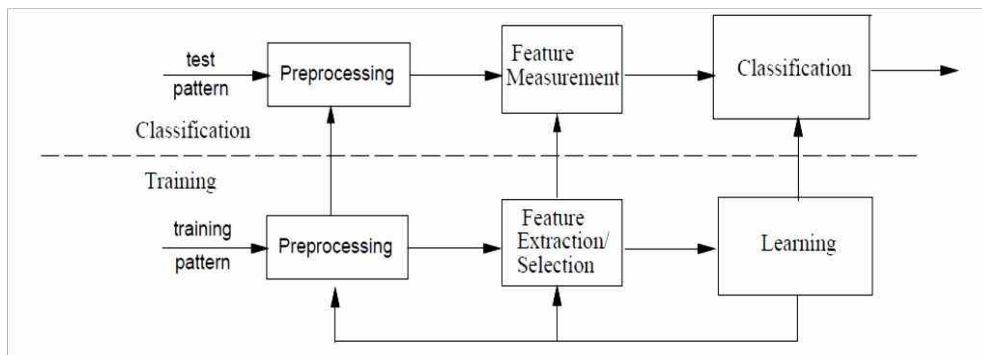 test
pattern
Preprocessing
Feature
Measurement
Classification
Classification
Training
training
pattern
Preprocessing
Feature
Extraction/
Selection
Learning